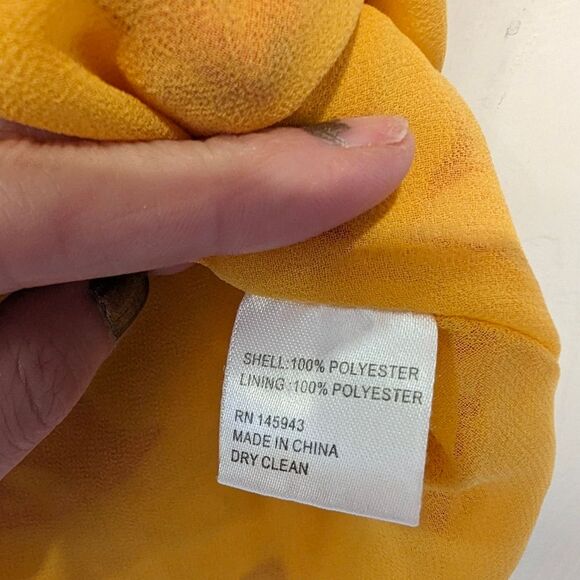 SHELL:100% POLYESTER
LINING:100% POLYESTER
RN 145943
MADE IN CHINA
DRY CLEAN